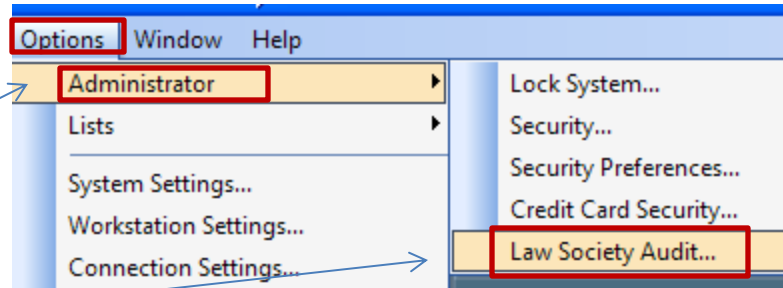 Options Window Help
Administrator
Lists
System Settings...
Workstation Settings...
Connection Settings...
Lock System...
Security...
Security Preferences...
Credit Card Security...
Law Society Audit...